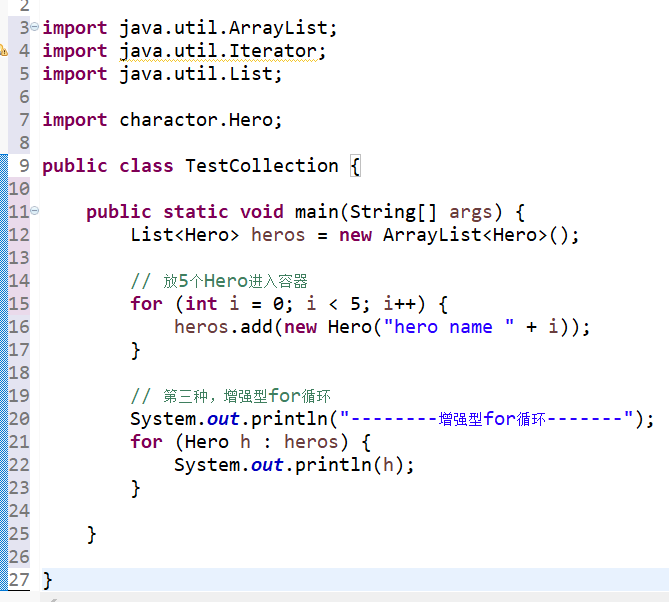 2
3 import java.util.ArrayList;
4 import java.util.Iterator;
5 import java.util.List;
6
7 import charactor.Hero;
8
9 public class TestCollection {
10
11     public static void main(String[] args) {
12         List<Hero> heros = new ArrayList<Hero>();
13
14         // 放5个Hero进入容器
15         for (int i = 0; i < 5; i++) {
16             heros.add(new Hero("hero name " + i));
17         }
18
19         // 第三种，增强型for循环
20         System.out.println("--------增强型for循环-------");
21         for (Hero h : heros) {
22             System.out.println(h);
23         }
24
25     }
26
27 }